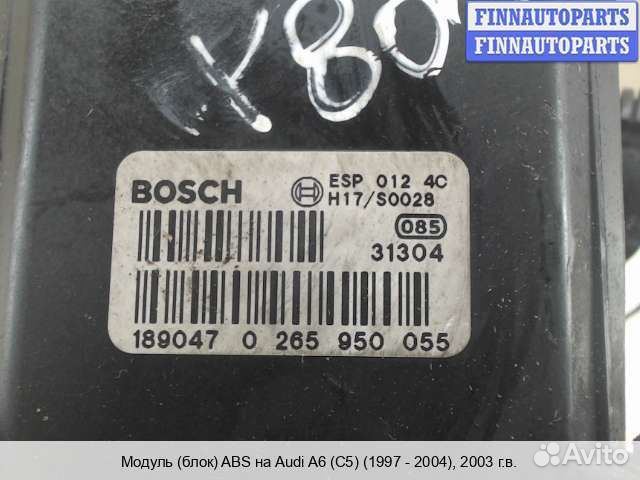 FINNAUTOPARTS
FINNAUTOPARTS
X80
BOSCH
ESP 012 4C
H17/S0028
085
31304
189047 0 265 950 055
Модуль (блок) ABS на Audi A6 (C5) (1997 - 2004), 2003 г.в.
Avito